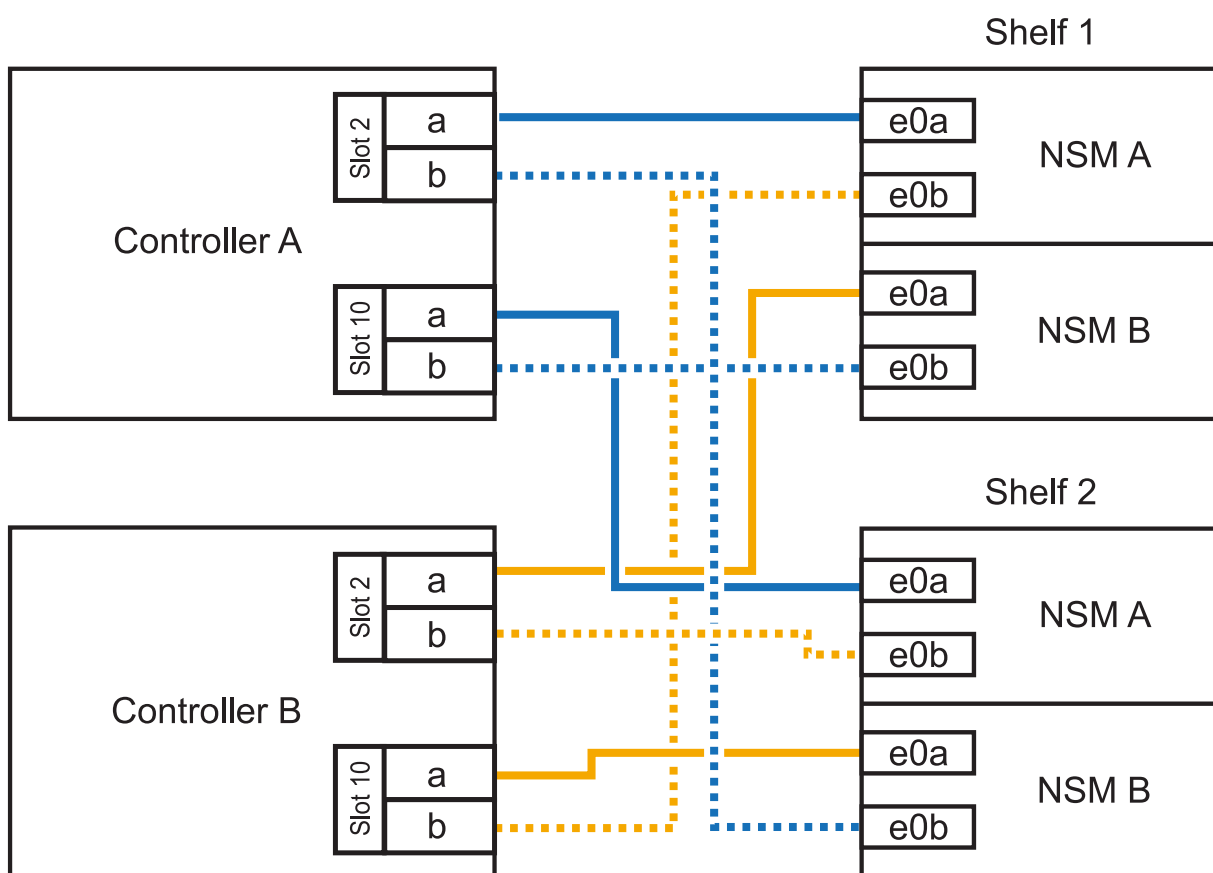 Shelf 1
Controller A
Slot 2
a
b
Slot 10
a
b
e0a
e0b
NSM A
e0a
e0b
NSM B
Shelf 2
Controller B
Slot 2
a
b
Slot 10
a
b
e0a
e0b
NSM A
e0a
e0b
NSM B